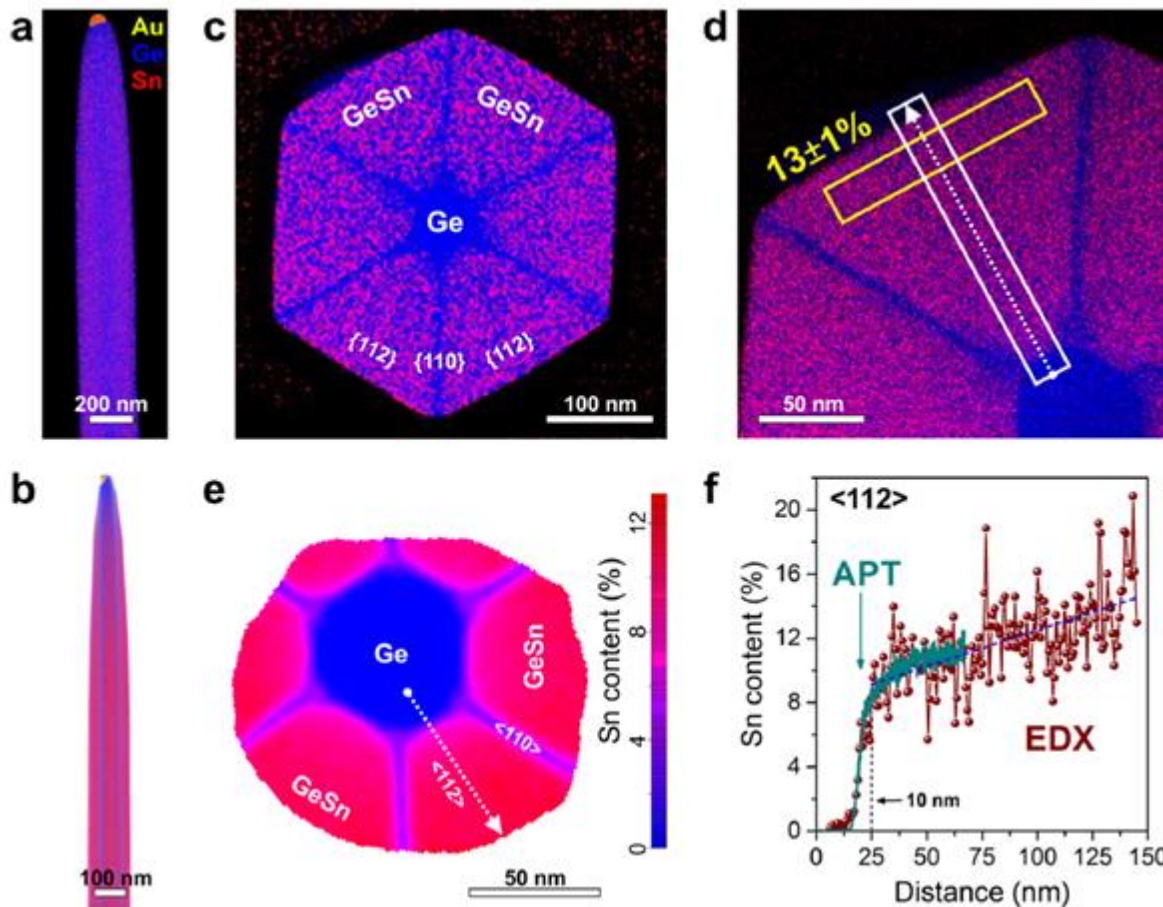 a
Au
Ge
Sn
200 nm
c
GeSn
GeSn
Ge
{112}
{110}
{112}
100 nm
d
13±1%
50 nm
b
100 nm
e
Ge
GeSn
GeSn
<110>
<112>
50 nm
12
8
4
0
Sn content (%)
f
<112>
APT
EDX
10 nm
20
16
12
8
4
0
Sn content (%)
0
25
50
75
100
125
150
Distance (nm)